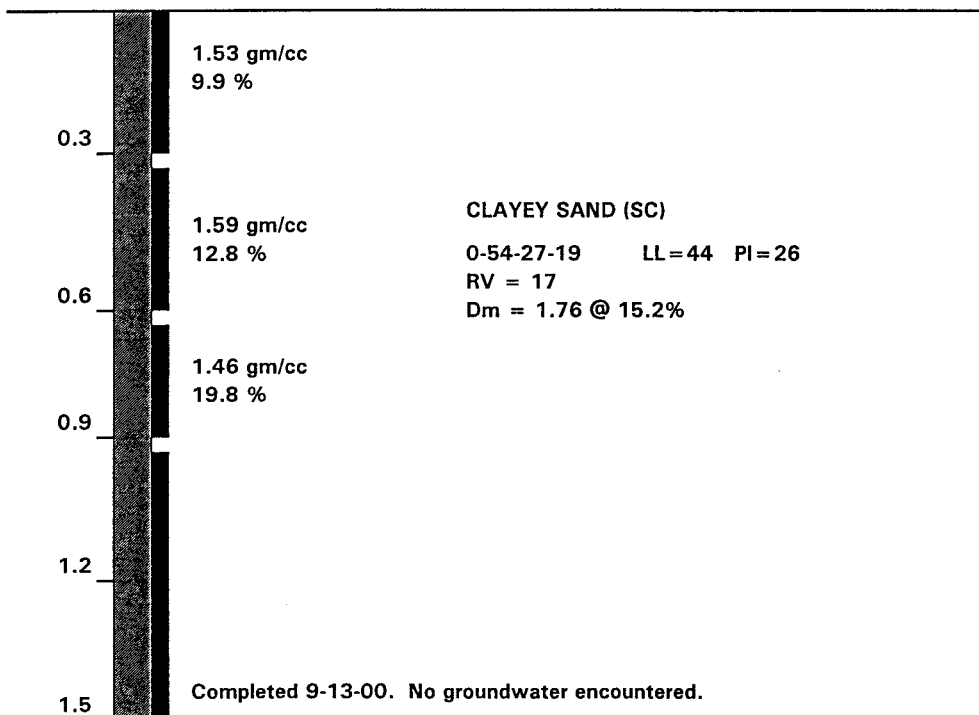 1.53 gm/cc
9.9 %
0.3
1.59 gm/cc
12.8 %
CLAYEY SAND (SC)
0-54-27-19 LL=44 PI=26
RV = 17
Dm = 1.76 @ 15.2%
0.6
1.46 gm/cc
19.8 %
0.9
1.2
Completed 9-13-00. No groundwater encountered.
1.5